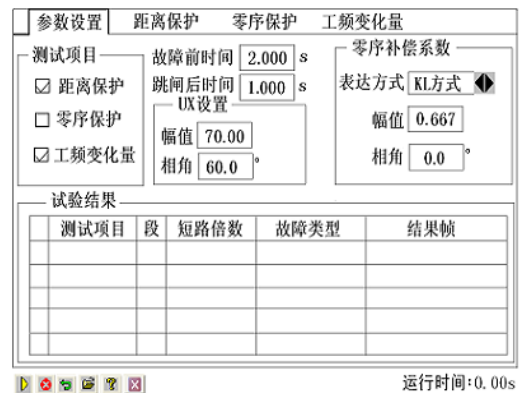 参数设置 距离保护 零序保护 工频变化量
测试项目
距离保护
零序保护
工频变化量
故障前时间 2.000 s
跳闸后时间 1.000 s
UX设置
幅值 70.00
相角 60.0 °
零序补偿系数
表达方式 KL方式
幅值 0.667
相角 0.0 °
试验结果
测试项目 段 短路倍数 故障类型 结果帧
运行时间:0.00s